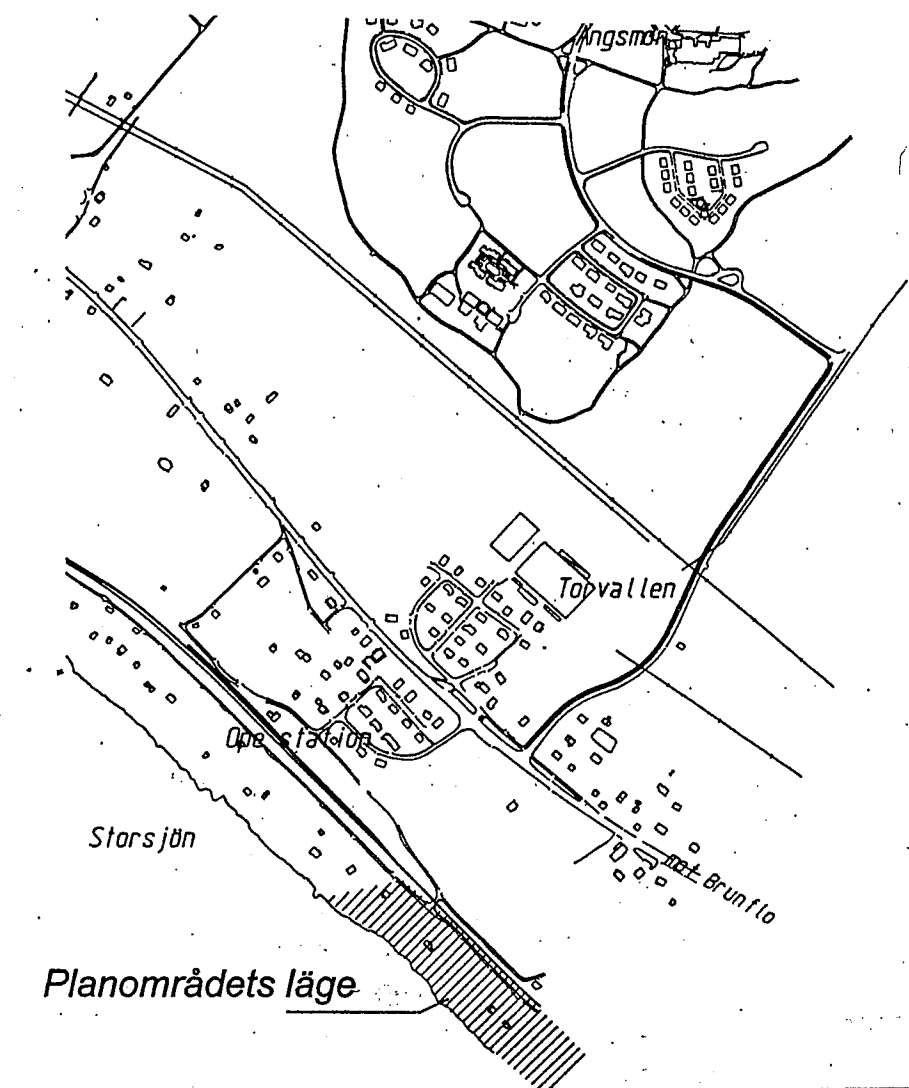 Ängsmon
Torvallen
Ope station
Storsjön
mot Brunflo
Planområdets läge